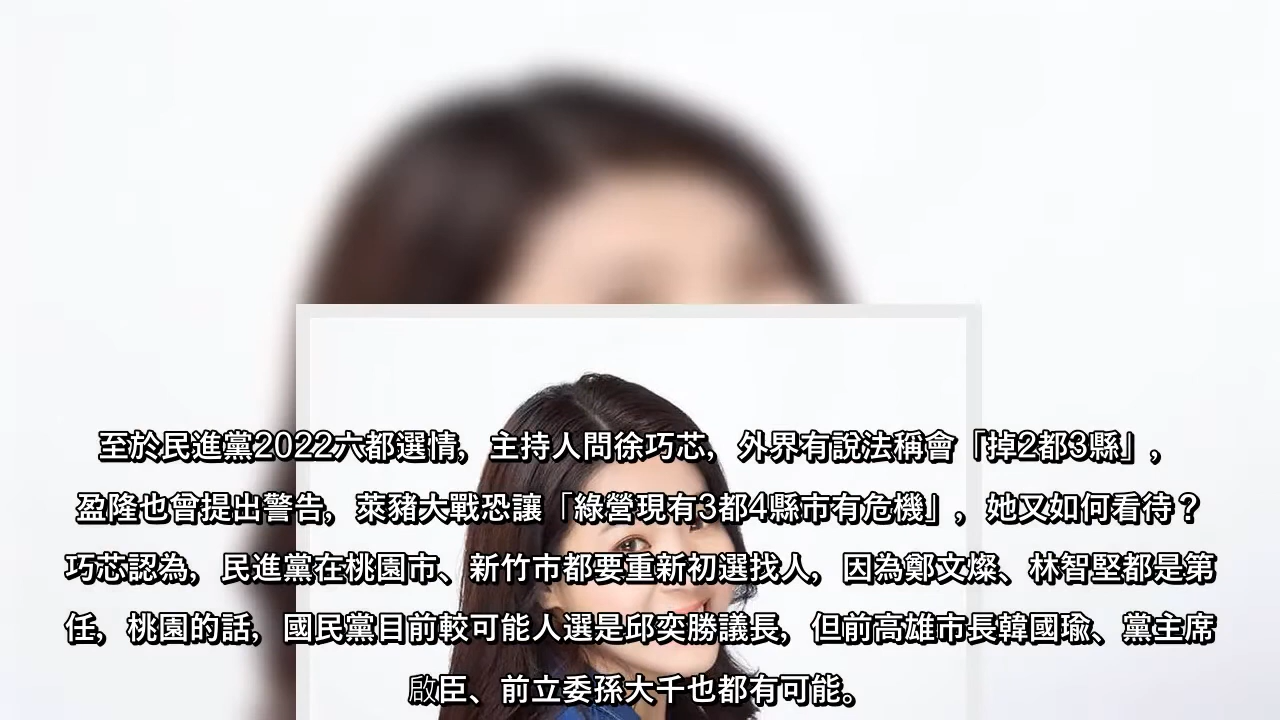 至於民進黨2022六都選情，主持人問徐巧芯，外界有說法稱會「掉2都3縣」，
盈隆也曾提出警告，萊豬大戰恐讓「綠營現有3都4縣市有危機」，她又如何看待？
巧芯認為，民進黨在桃園市、新竹市都要重新初選找人，因為鄭文燦、林智堅都是第
任，桃園的話，國民黨目前較可能人選是邱奕勝議長，但前高雄市長韓國瑜、黨主席
啟臣、前立委孫大千也都有可能。